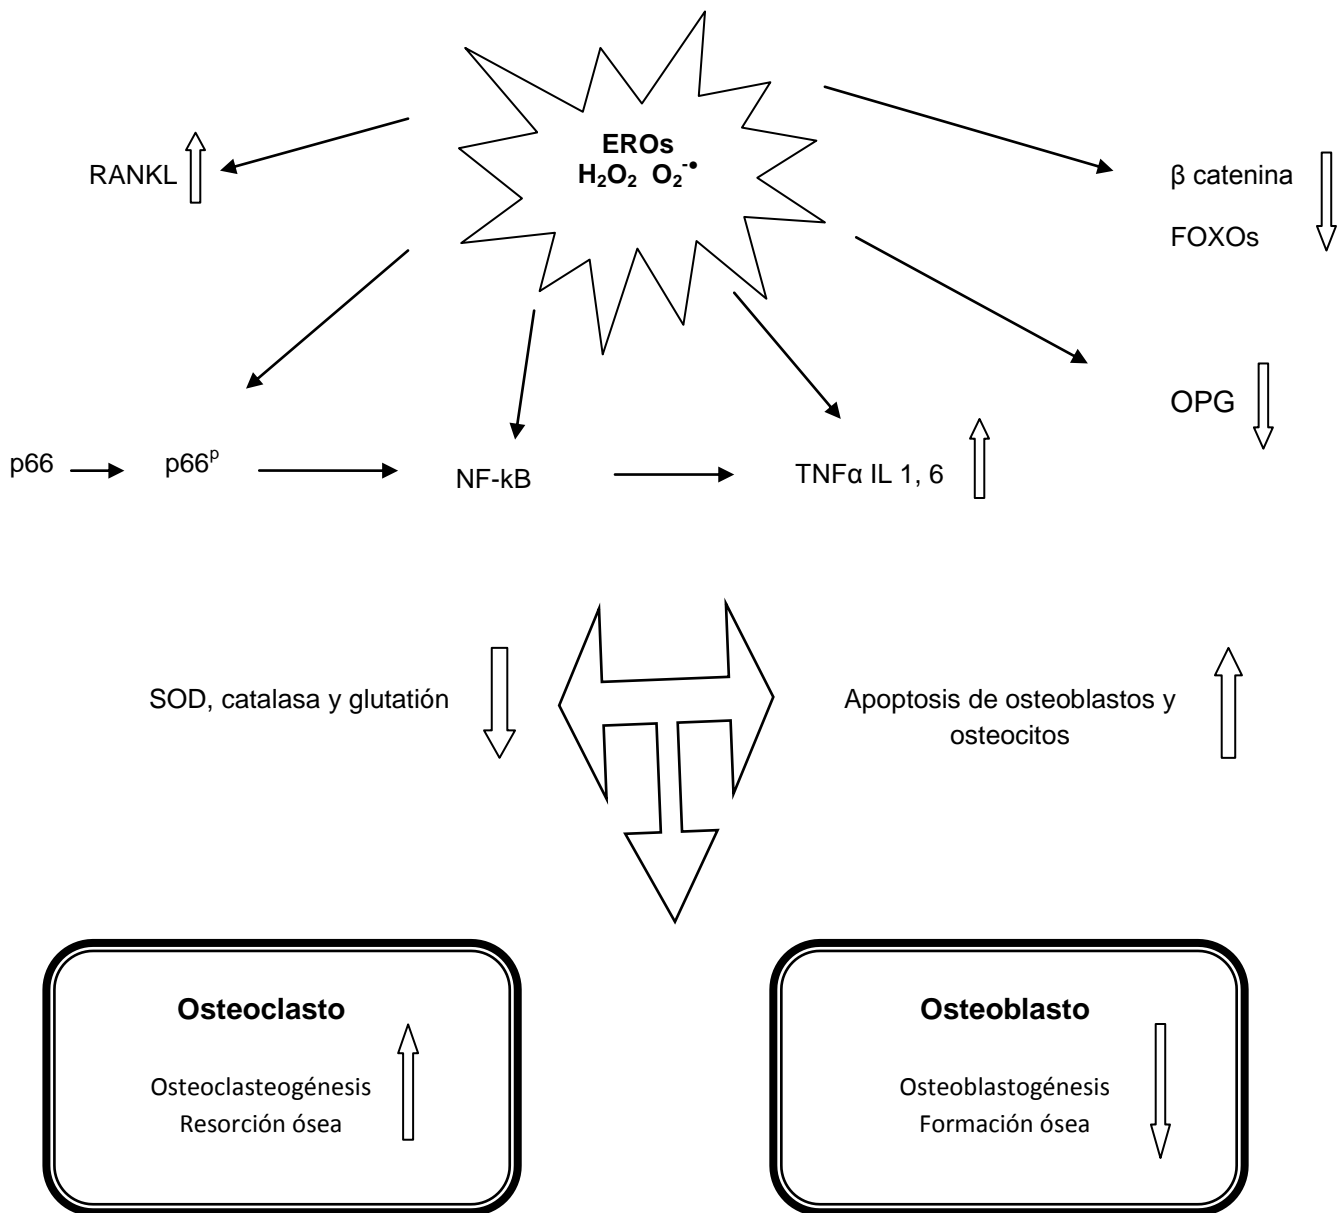 EROs
H₂O₂ O₂⁻•
RANKL
β catenina
FOXOs
OPG
p66
p66ᵖ
NF-kB
TNFα IL 1, 6
SOD, catalasa y glutatión
Apoptosis de osteoblastos y
osteocitos
Osteoclasto
Osteoclasteogénesis
Resorción ósea
Osteoblasto
Osteoblastogénesis
Formación ósea